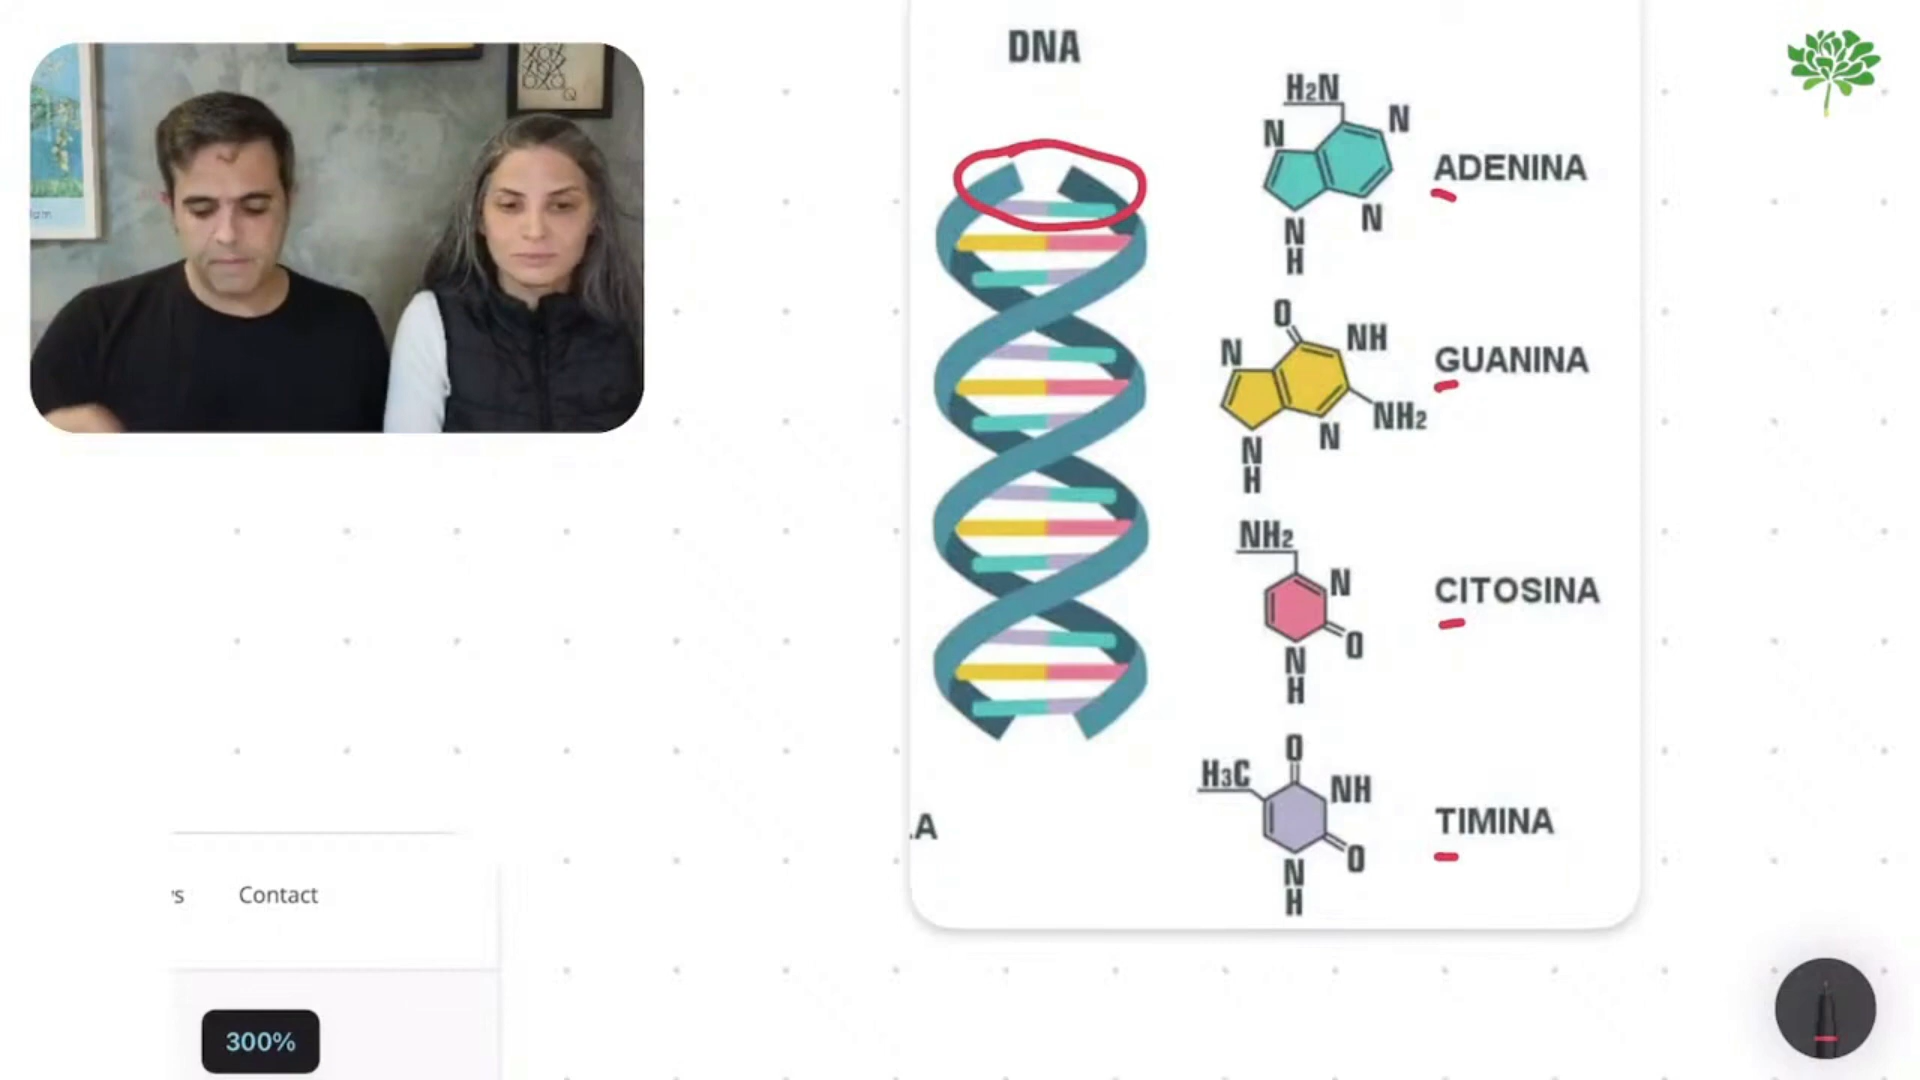 DNA
H2N
N
N
ADENINA
N
N
H
O
NH
N
GUANINA
NH2
N
N
H
NH2
N
CITOSINA
O
N
H
O
H3C
NH
TIMINA
.A
O
N
H
Contact
300%